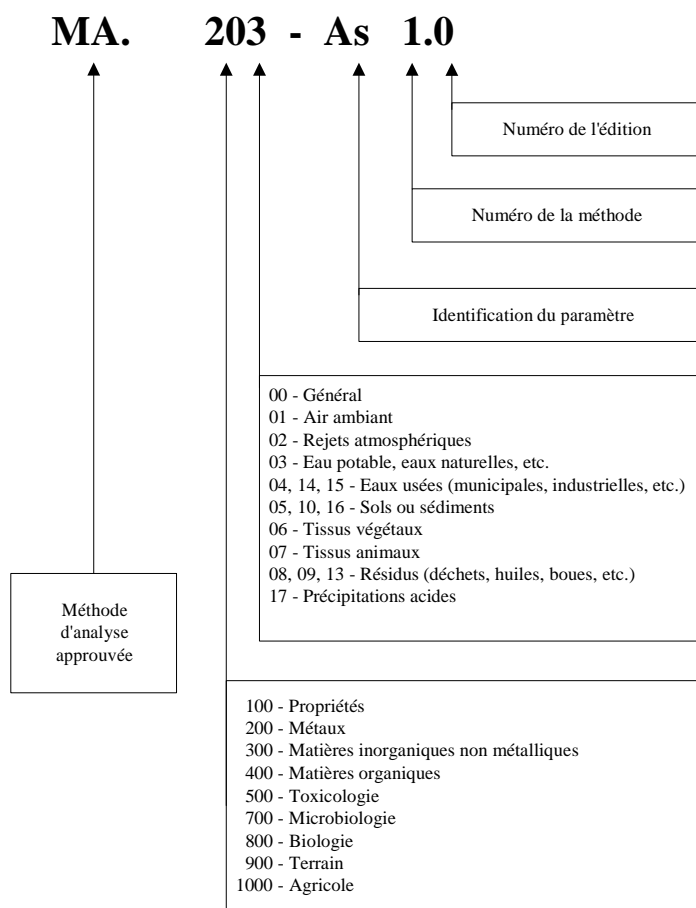 MA. 203 - As 1.0
Numéro de l'édition
Numéro de la méthode
Identification du paramètre
00 - Général
01 - Air ambiant
02 - Rejets atmosphériques
03 - Eau potable, eaux naturelles, etc.
04, 14, 15 - Eaux usées (municipales, industrielles, etc.)
05, 10, 16 - Sols ou sédiments
06 - Tissus végétaux
07 - Tissus animaux
08, 09, 13 - Résidus (déchets, huiles, boues, etc.)
17 - Précipitations acides
Méthode
d'analyse
approuvée
100 - Propriétés
200 - Métaux
300 - Matières inorganiques non métalliques
400 - Matières organiques
500 - Toxicologie
700 - Microbiologie
800 - Biologie
900 - Terrain
1000 - Agricole